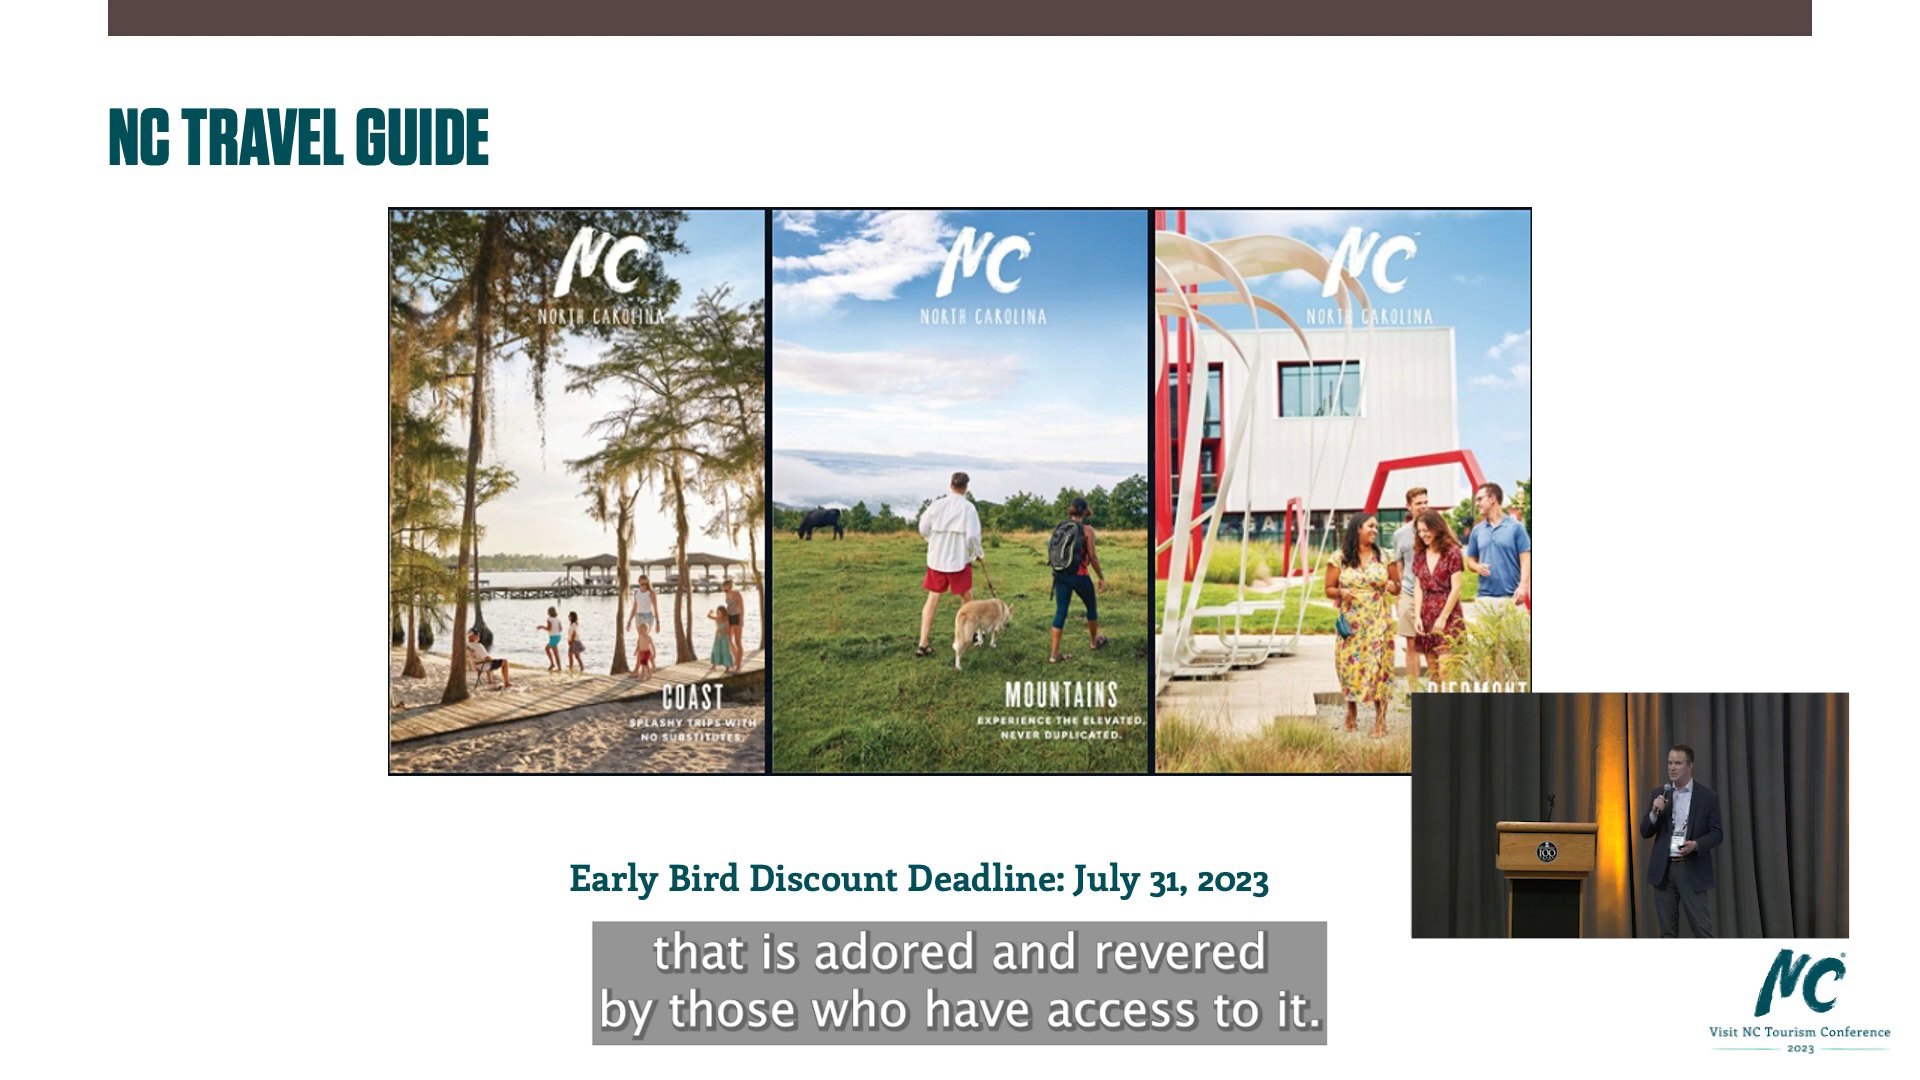 NC TRAVEL GUIDE
NC
NORTH CAROLINA
COAST
SPLASHY TRIPS WITH
NO SUBSTITUTES.
NC
NORTH CAROLINA
MOUNTAINS
EXPERIENCE THE ELEVATED,
NEVER DUPLICATED.
NC
NORTH CAROLINA
PIEDMONT
Early Bird Discount Deadline: July 31, 2023
that is adored and revered
by those who have access to it.
100
NC
Visit NC Tourism Conference
2023